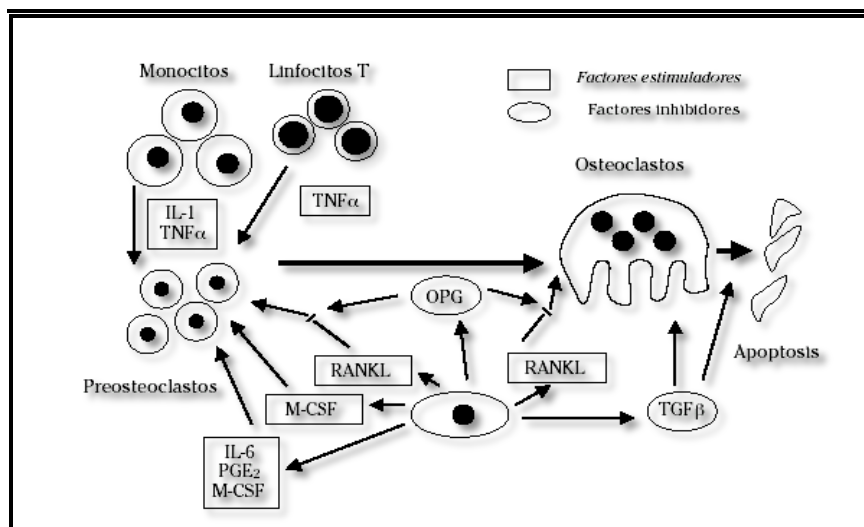 Monocitos
Linfocitos T
Factores estimuladores
Factores inhibidores
Osteoclastos
IL-1
TNFα
TNFα
OPG
RANKL
RANKL
Apoptosis
Preosteoclastos
M-CSF
TGFβ
IL-6
PGE₂
M-CSF